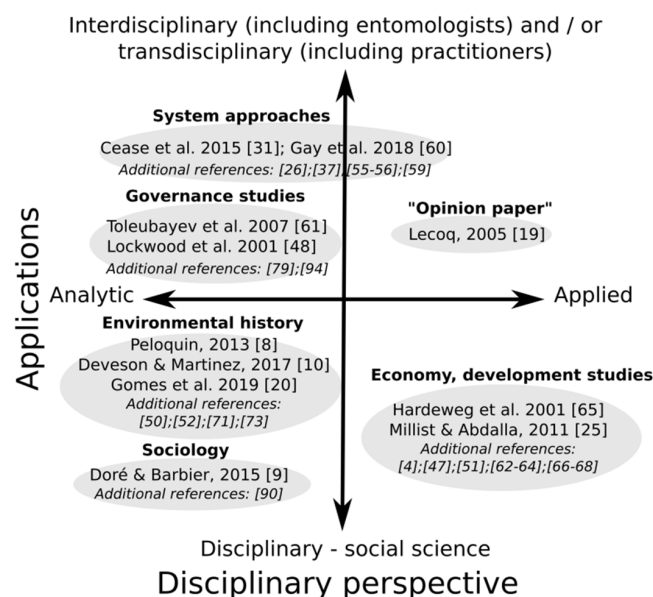 Interdisciplinary (including entomologists) and / or
transdisciplinary (including practitioners)
System approaches
Cease et al. 2015 [31]; Gay et al. 2018 [60]
Additional references: [26];[37];[55-56];[59]
Governance studies
Toleubayev et al. 2007 [61]
Lockwood et al. 2001 [48]
Additional references: [79];[94]
"Opinion paper"
Lecoq, 2005 [19]
Applications
Analytic
Applied
Environmental history
Peloquin, 2013 [8]
Deveson & Martinez, 2017 [10]
Gomes et al. 2019 [20]
Additional references:
[50];[52];[71];[73]
Sociology
Doré & Barbier, 2015 [9]
Additional references: [90]
Economy, development studies
Hardeweg et al. 2001 [65]
Millist & Abdalla, 2011 [25]
Additional references:
[4];[47];[51];[62-64];[66-68]
Disciplinary - social science
Disciplinary perspective